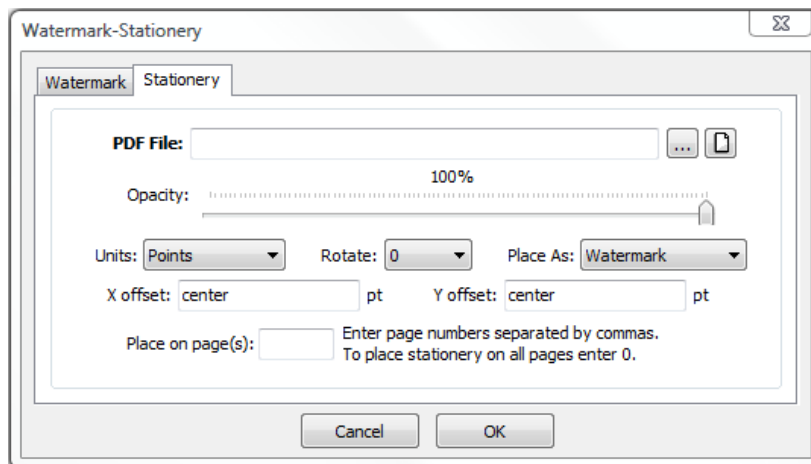 Watermark-Stationery
Watermark Stationery
PDF File: ...
100%
Opacity:
Units: Points Rotate: 0 Place As: Watermark
X offset: center pt Y offset: center pt
Enter page numbers separated by commas.
Place on page(s):
To place stationery on all pages enter 0.
Cancel OK